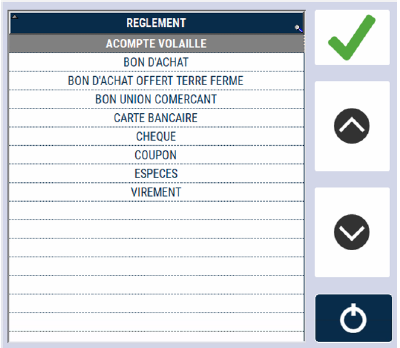 REGLEMENT
ACOMPTE VOLAILLE
BON D'ACHAT
BON D'ACHAT OFFERT TERRE FERME
BON UNION COMERCANT
CARTE BANCAIRE
CHEQUE
COUPON
ESPECES
VIREMENT